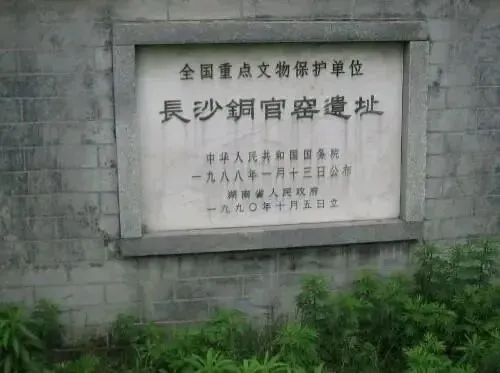 全国重点文物保护单位
長沙銅官窑遺址
中华人民共和国国务院
一九八八年一月十三日公布
湖南省人民政府
一九九〇年十月五日立